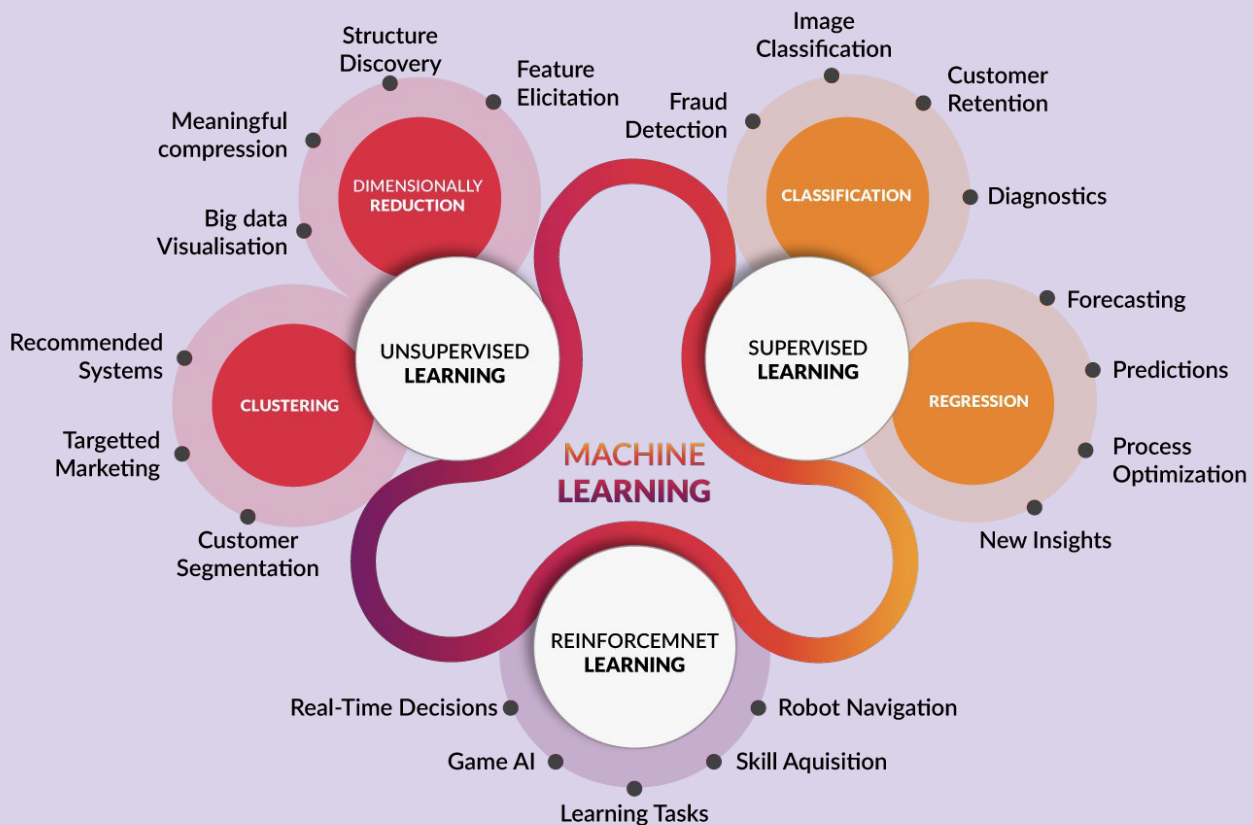 Structure
Discovery
Feature
Elicitation
Meaningful
compression
Big data
Visualisation
DIMENSIONALLY
REDUCTION
Recommended
Systems
Targetted
Marketing
Customer
Segmentation
CLUSTERING
UNSUPERVISED
LEARNING
Image
Classification
Fraud
Detection
Customer
Retention
Diagnostics
CLASSIFICATION
SUPERVISED
LEARNING
Forecasting
Predictions
Process
Optimization
New Insights
REGRESSION
MACHINE
LEARNING
REINFORCEMNET
LEARNING
Real-Time Decisions
Game AI
Learning Tasks
Skill Aquisition
Robot Navigation